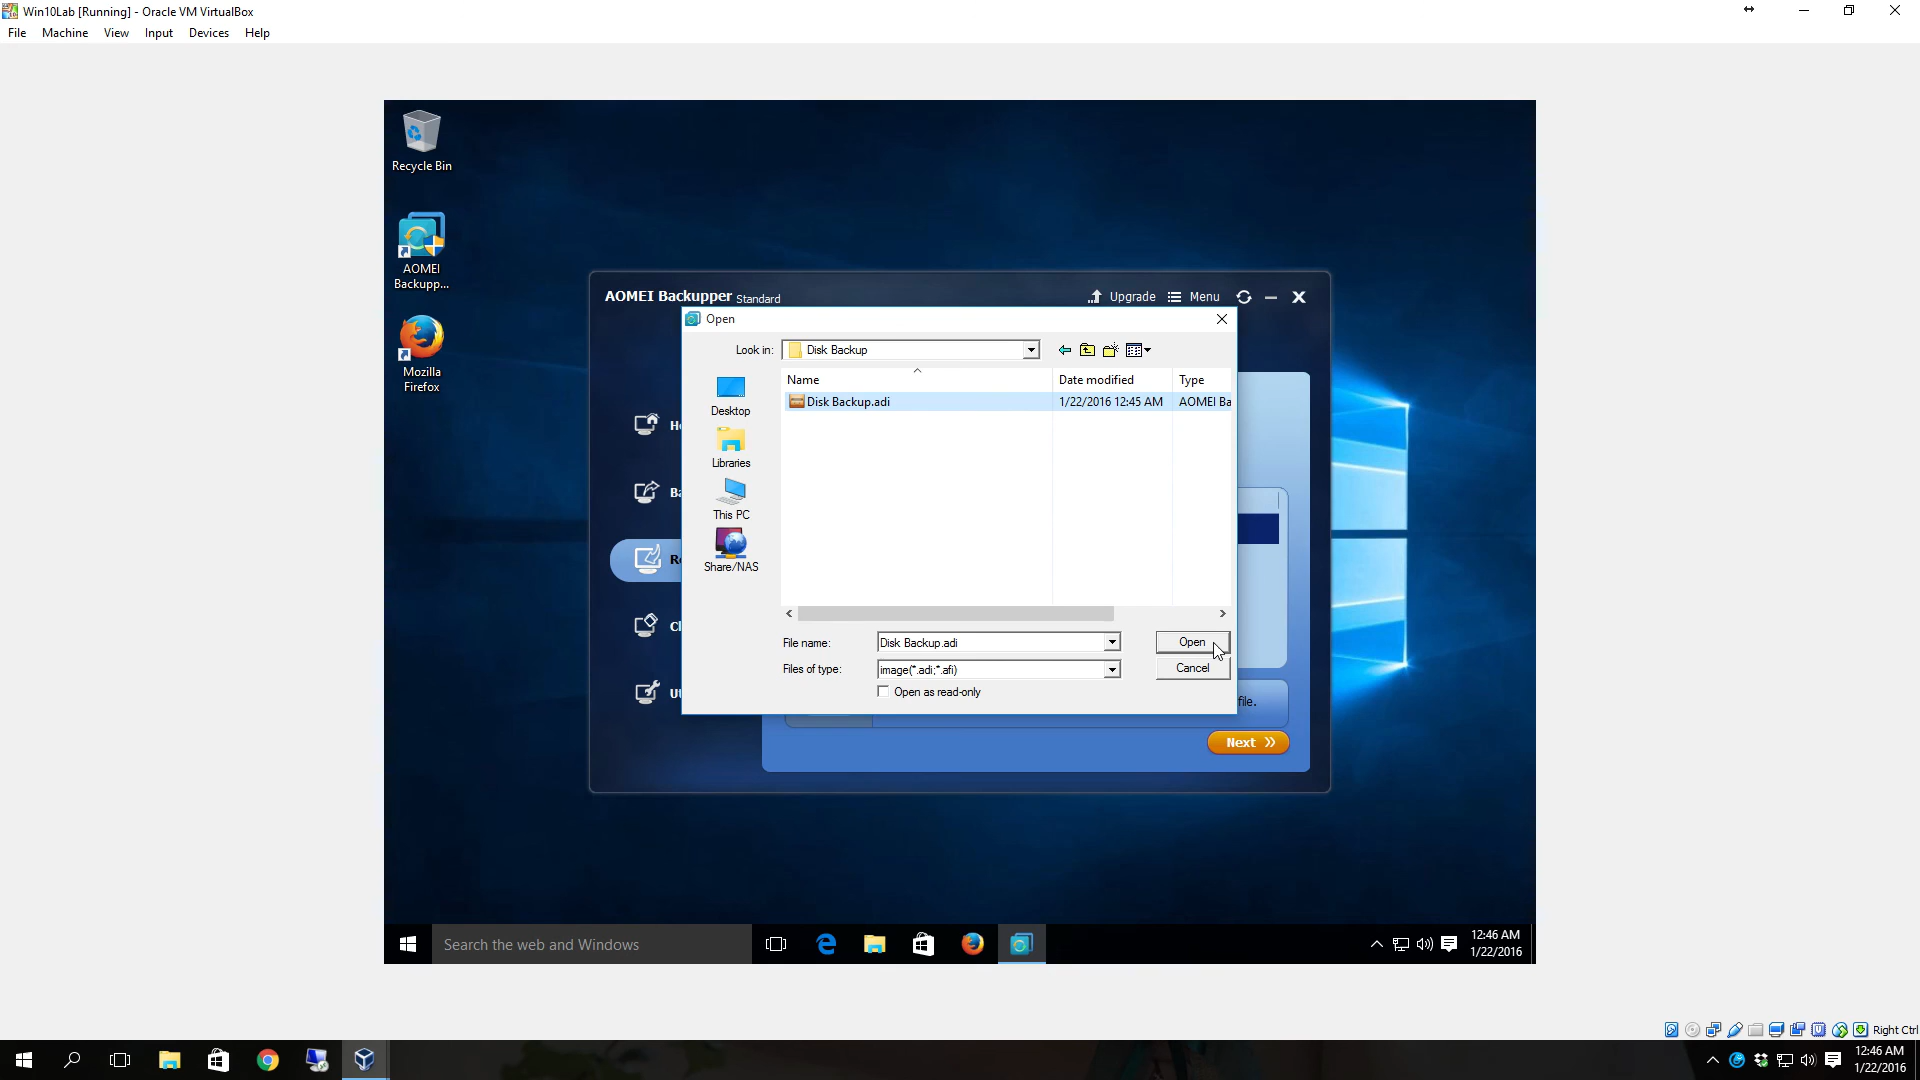 Win10Lab [Running] - Oracle VM VirtualBox
File Machine View Input Devices Help
Recycle Bin
AOMEI
Backupp...
Mozilla
Firefox
AOMEI Backupper Standard
Upgrade Menu
Open
Look in: Disk Backup
Name Date modified Type
Disk Backup.adi 1/22/2016 12:45 AM AOMEI Ba
Desktop
Libraries
This PC
Share/NAS
File name: Disk Backup.adi Open
Files of type: image(*.adi;*.afi) Cancel
Open as read-only
file.
Next
Search the web and Windows
12:46 AM
1/22/2016
Right Ctrl
12:46 AM
1/22/2016